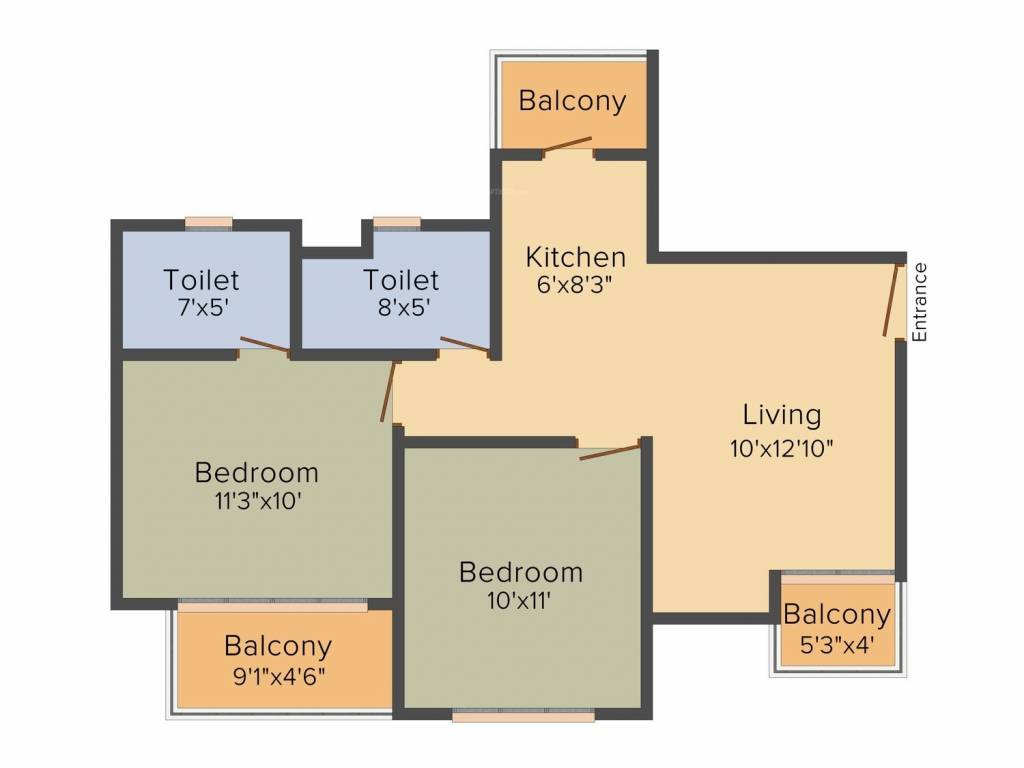 Balcony
Kitchen
6'x8'3"
Toilet
7'x5'
Toilet
8'x5'
Entrance
Living
10'x12'10"
Bedroom
11'3"x10'
Bedroom
10'x11'
Balcony
5'3"x4'
Balcony
9'1"x4'6"